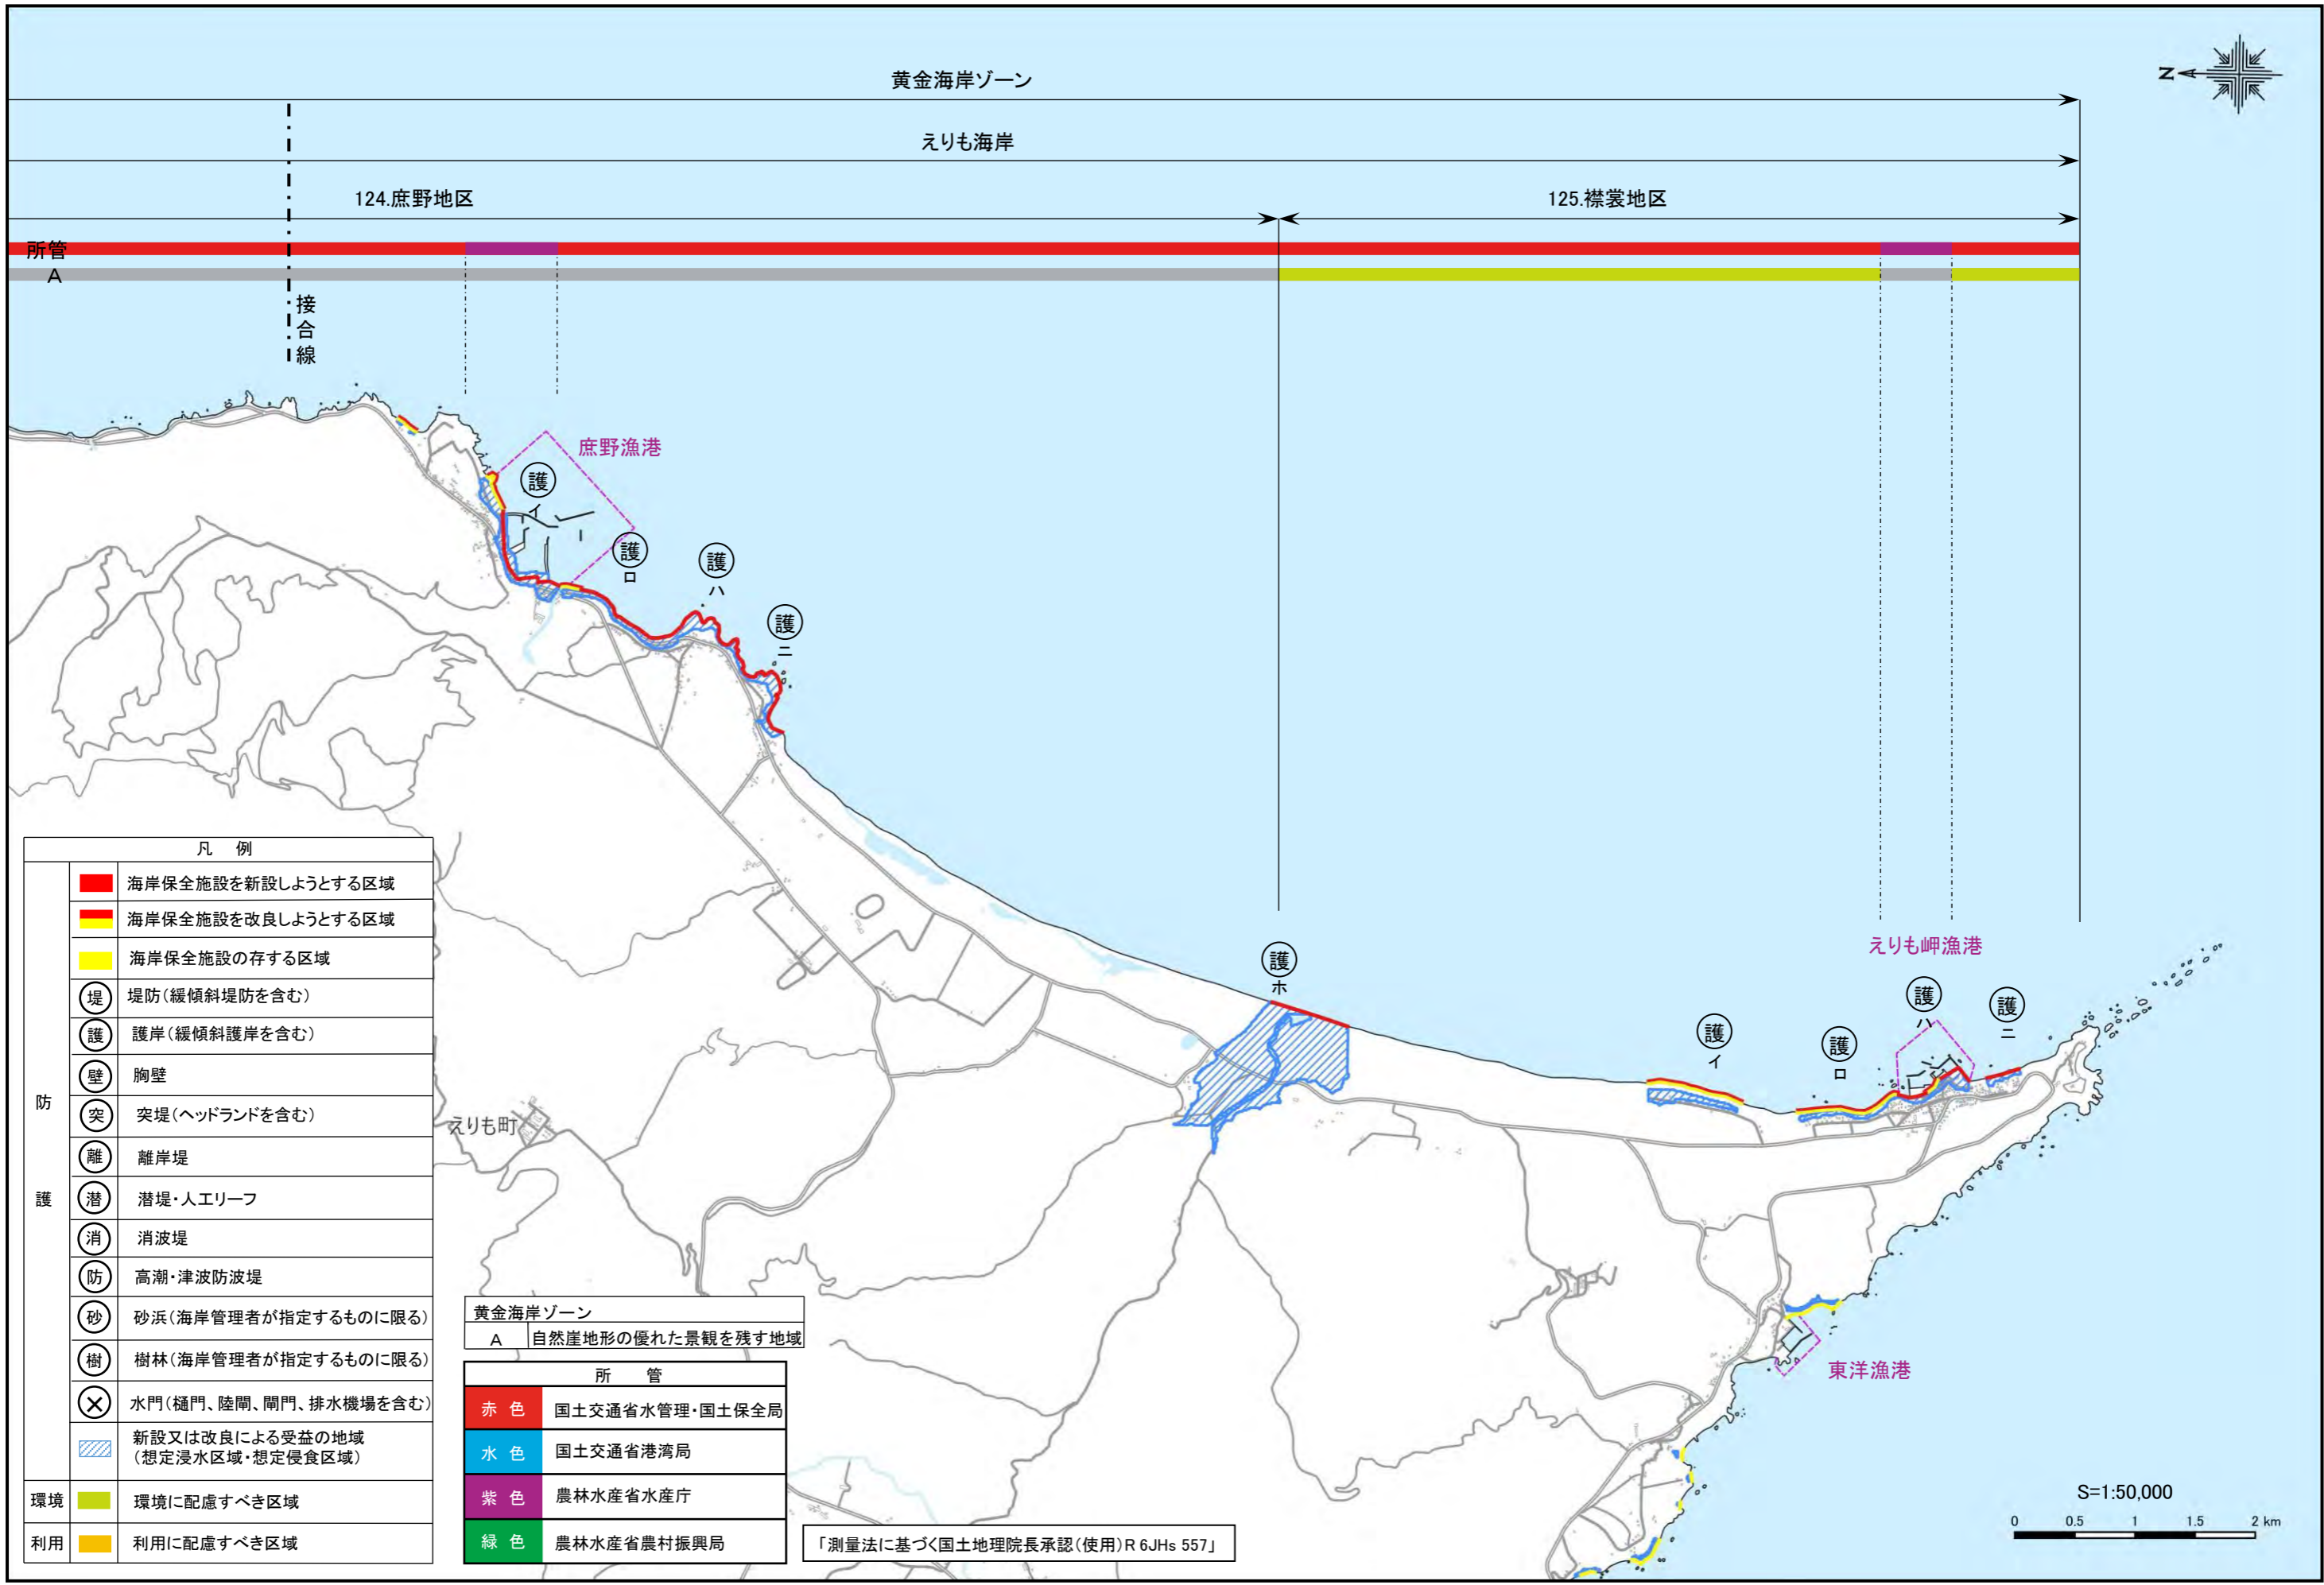 黄金海岸ゾーン
Z
えりも海岸
124.庶野地区
125.襟裳地区
所管
A
接合線
庶野漁港
護
イ
護
ロ
護
ハ
護
ニ
護
ホ
えりも岬漁港
護
イ
護
ロ
護
ハ
護
ニ
東洋漁港
えりも町
凡 例
防護
海岸保全施設を新設しようとする区域
海岸保全施設を改良しようとする区域
海岸保全施設の存する区域
堤 堤防(緩傾斜堤防を含む)
護 護岸(緩傾斜護岸を含む)
壁 胸壁
突 突堤(ヘッドランドを含む)
離 離岸堤
潜 潜堤・人工リーフ
消 消波堤
防 高潮・津波防波堤
砂 砂浜(海岸管理者が指定するものに限る)
樹 樹林(海岸管理者が指定するものに限る)
水門(樋門、陸閘、閘門、排水機場を含む)
新設又は改良による受益の地域
(想定浸水区域・想定侵食区域)
環境 環境に配慮すべき区域
利用 利用に配慮すべき区域
黄金海岸ゾーン
A 自然崖地形の優れた景観を残す地域
所 管
赤 色 国土交通省水管理・国土保全局
水 色 国土交通省港湾局
紫 色 農林水産省水産庁
緑 色 農林水産省農村振興局
「測量法に基づく国土地理院長承認(使用)R 6JHs 557」
S=1:50,000
0 0.5 1 1.5 2 km